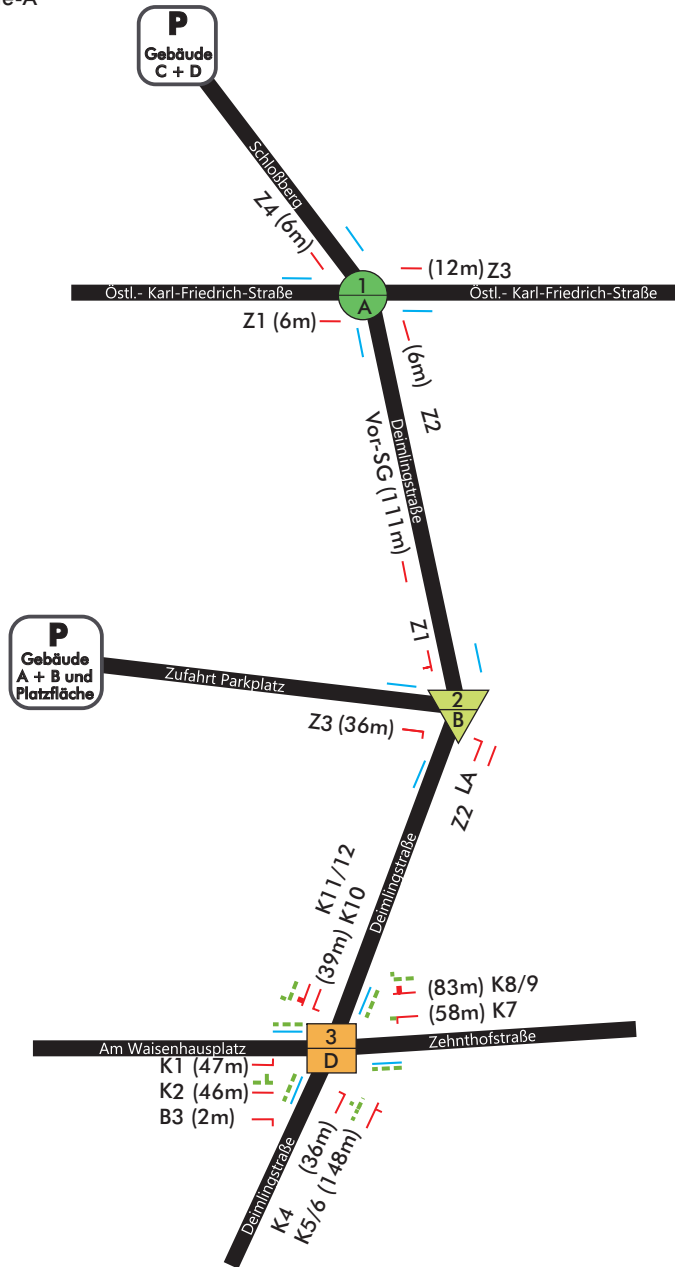 e-A
P
Gebäude
C + D
Schloßberg
Z4 (6m)
(12m) Z3
Östl.- Karl-Friedrich-Straße
1
A
Östl.- Karl-Friedrich-Straße
Z1 (6m)
(6m) Z2
Deimlingstraße
Vor-SG (111m)
Z1
P
Gebäude
A + B und
Platzfläche
Zufahrt Parkplatz
2
B
Z3 (36m)
Z2 LA
Deimlingstraße
K11/12
(39m) K10
(83m) K8/9
(58m) K7
3
D
Am Waisenhausplatz
Zehnthofstraße
K1 (47m)
K2 (46m)
B3 (2m)
Deimlingstraße
K4 (36m)
K5/6 (148m)